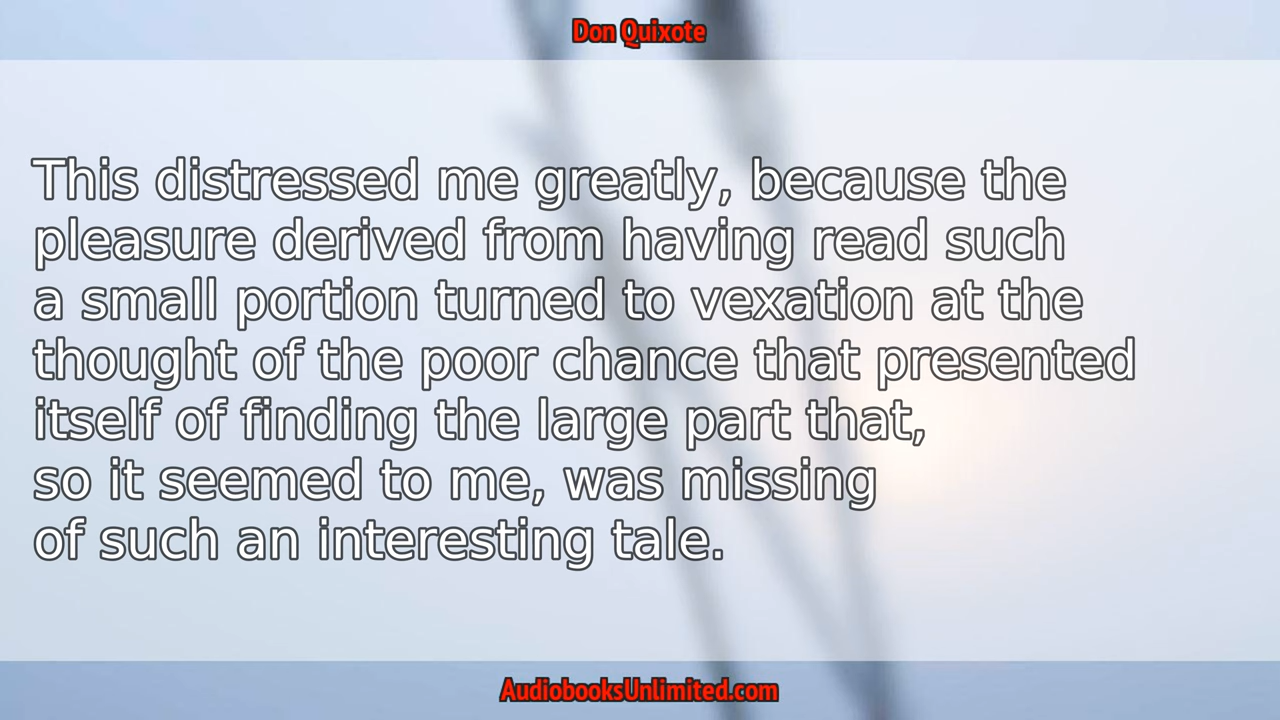 Don Quixote
This distressed me greatly, because the
pleasure derived from having read such
a small portion turned to vexation at the
thought of the poor chance that presented
itself of finding the large part that,
so it seemed to me, was missing
of such an interesting tale.
AudiobooksUnlimited.com